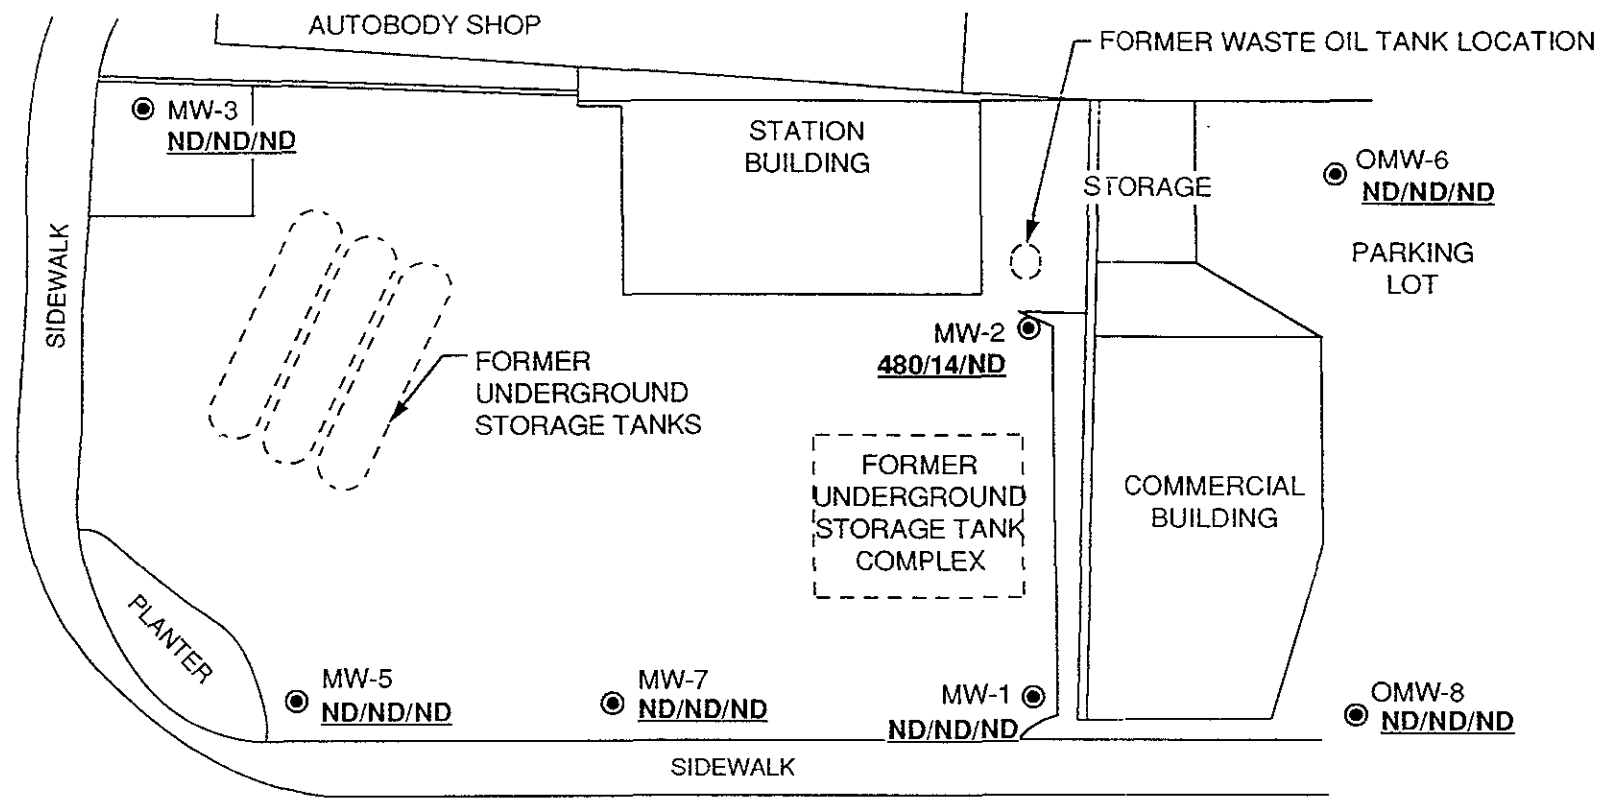 AUTOBODY SHOP
FORMER WASTE OIL TANK LOCATION
MW-3
ND/ND/ND
STATION
BUILDING
STORAGE
OMW-6
ND/ND/ND
PARKING
LOT
SIDEWALK
MW-2
480/14/ND
FORMER
UNDERGROUND
STORAGE TANKS
FORMER
UNDERGROUND
STORAGE TANK
COMPLEX
COMMERCIAL
BUILDING
PLANTER
MW-5
ND/ND/ND
MW-7
ND/ND/ND
MW-1
ND/ND/ND
OMW-8
ND/ND/ND
SIDEWALK